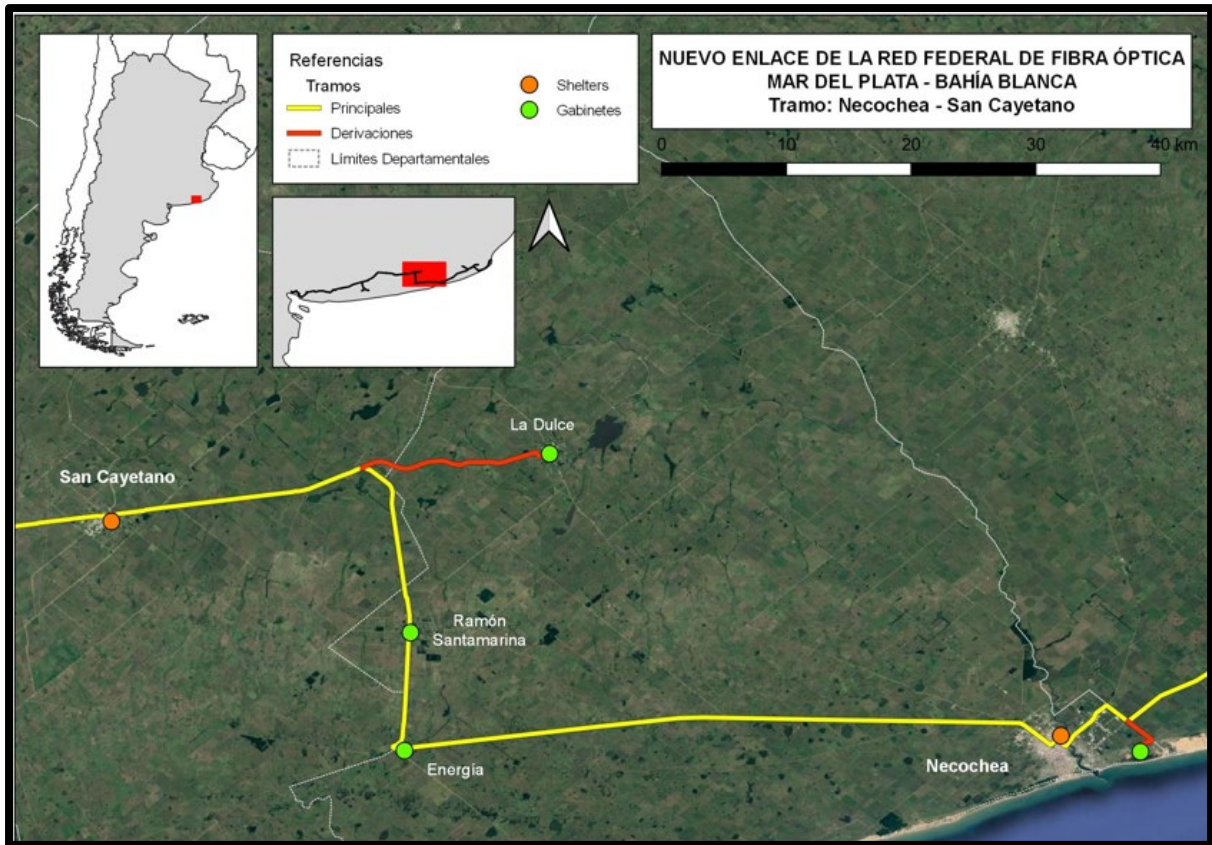 NUEVO ENLACE DE LA RED FEDERAL DE FIBRA ÓPTICA
MAR DEL PLATA - BAHÍA BLANCA
Tramo: Necochea - San Cayetano
0 10 20 30 40 km
Referencias
Tramos
Principales
Derivaciones
Límites Departamentales
Shelters
Gabinetes
La Dulce
San Cayetano
Ramón
Santamarina
Energía
Necochea